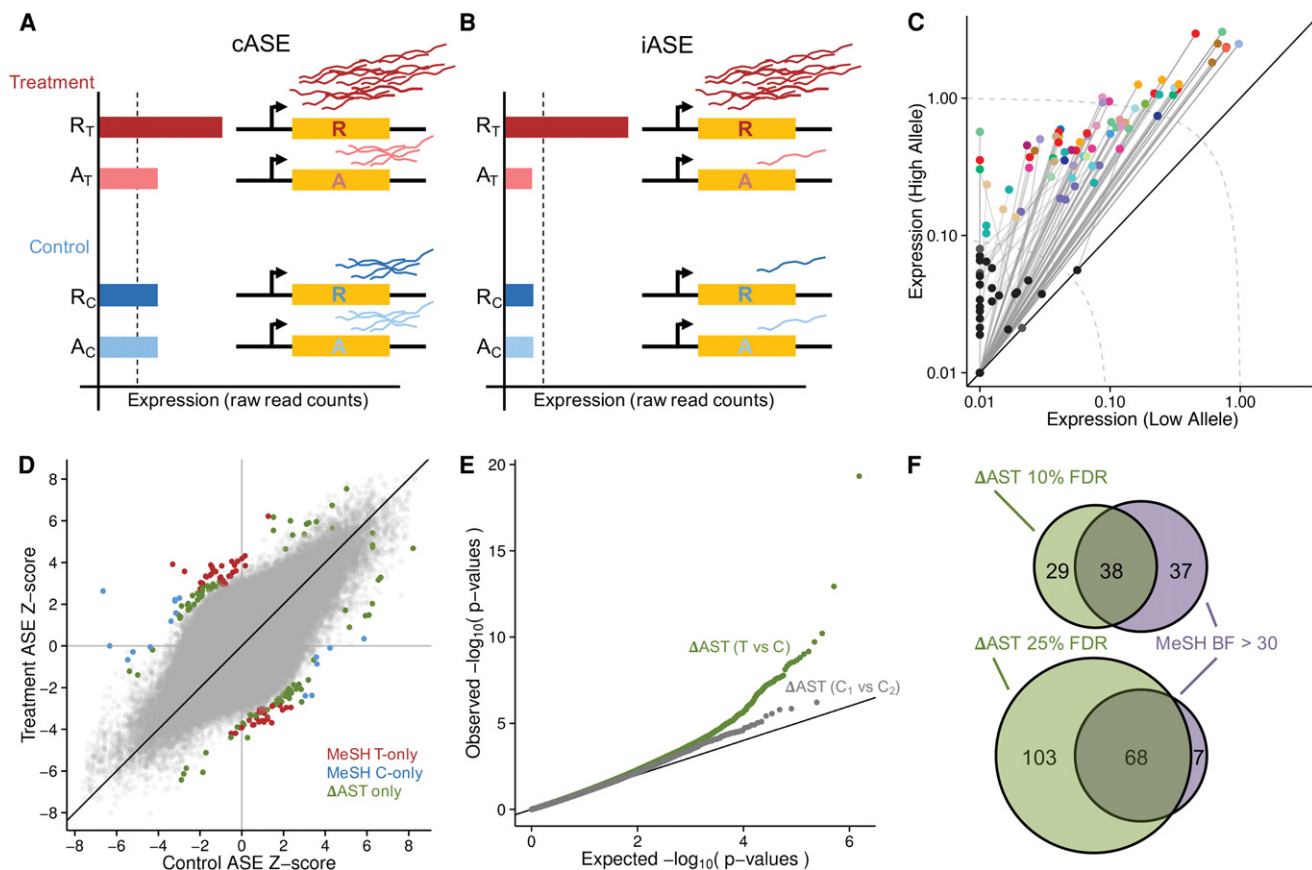 A
cASE
Treatment
R_T
A_T
R
A
Control
R_C
A_C
R
A
Expression (raw read counts)
B
iASE
R_T
A_T
R
A
R_C
A_C
R
A
Expression (raw read counts)
C
Expression (High Allele)
1.00
0.10
0.01
0.01
0.10
1.00
Expression (Low Allele)
D
Treatment ASE Z−score
8
6
4
2
0
−2
−4
−6
−8
MeSH T-only
MeSH C-only
ΔAST only
−8 −6 −4 −2 0 2 4 6 8
Control ASE Z−score
E
Observed −log10( p−values )
20
15
10
5
0
ΔAST (T vs C)
ΔAST (C1 vs C2)
0 2 4 6
Expected −log10( p−values )
F
ΔAST 10% FDR
29 38 37
ΔAST 25% FDR
MeSH BF > 30
103 68 7